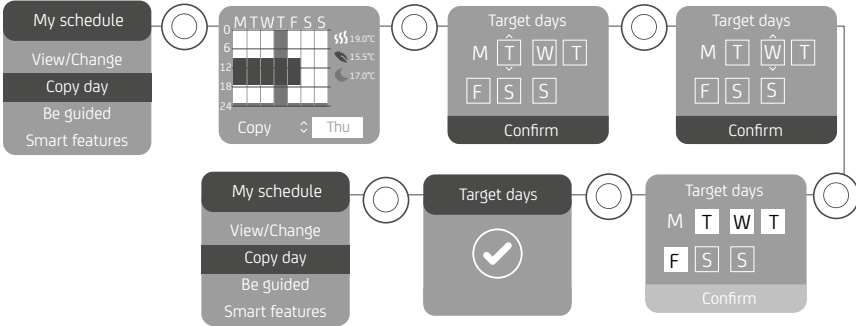 My schedule
View/Change
Copy day
Be guided
Smart features
M T W T F S S
0
6
12
18
24
19.0°C
15.5°C
17.0°C
Copy Thu
Target days
M T W T
F S S
Confirm
Target days
M T W T
F S S
Confirm
My schedule
View/Change
Copy day
Be guided
Smart features
Target days
Target days
M T W T
F S S
Confirm